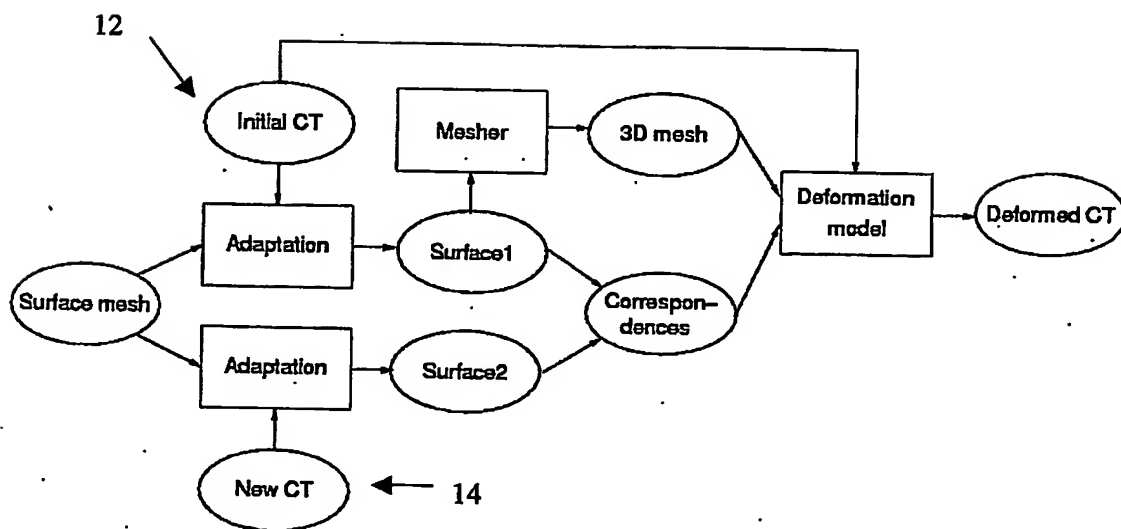 12
Initial CT
Mesher
3D mesh
Deformation
model
Deformed CT
Adaptation
Surface1
Surface mesh
Correspon-
dences
Adaptation
Surface2
New CT
14